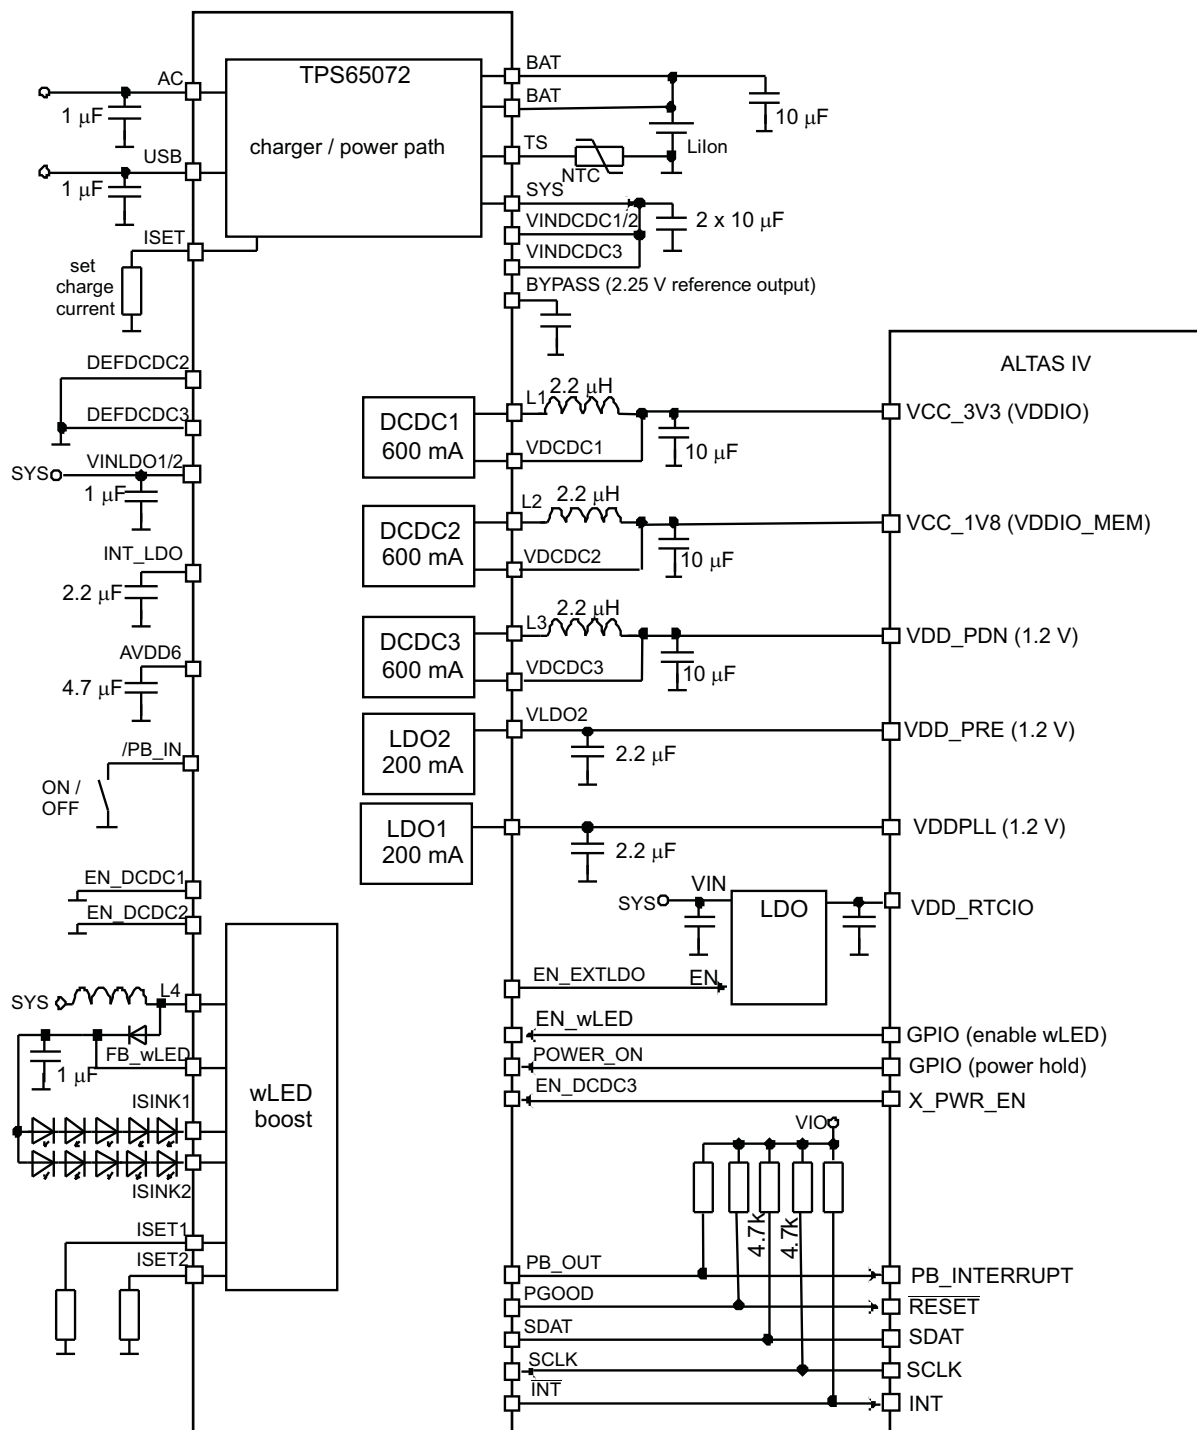 TPS65072
charger / power path
AC
1 μF
USB
1 μF
ISET
set
charge
current
BAT
BAT
10 μF
LiIon
TS
NTC
SYS
VINDCDC1/2
2 x 10 μF
VINDCDC3
BYPASS (2.25 V reference output)
DEFDCDC2
DEFDCDC3
SYS
VINLDO1/2
1 μF
INT_LDO
2.2 μF
AVDD6
4.7 μF
/PB_IN
ON /
OFF
EN_DCDC1
EN_DCDC2
ALTAS IV
DCDC1
600 mA
L1
2.2 μH
VDCDC1
10 μF
VCC_3V3 (VDDIO)
DCDC2
600 mA
L2
2.2 μH
VDCDC2
10 μF
VCC_1V8 (VDDIO_MEM)
DCDC3
600 mA
L3
2.2 μH
VDCDC3
10 μF
VDD_PDN (1.2 V)
LDO2
200 mA
VLDO2
2.2 μF
VDD_PRE (1.2 V)
LDO1
200 mA
2.2 μF
VDDPLL (1.2 V)
SYS
VIN
LDO
VDD_RTCIO
EN_EXTLDO
EN
EN_wLED
GPIO (enable wLED)
POWER_ON
GPIO (power hold)
EN_DCDC3
X_PWR_EN
SYS
L4
FB_wLED
1 μF
wLED
boost
ISINK1
ISINK2
ISET1
ISET2
VIO
4.7k
4.7k
PB_OUT
PB_INTERRUPT
PGOOD
RESET
SDAT
SDAT
SCLK
SCLK
INT
INT